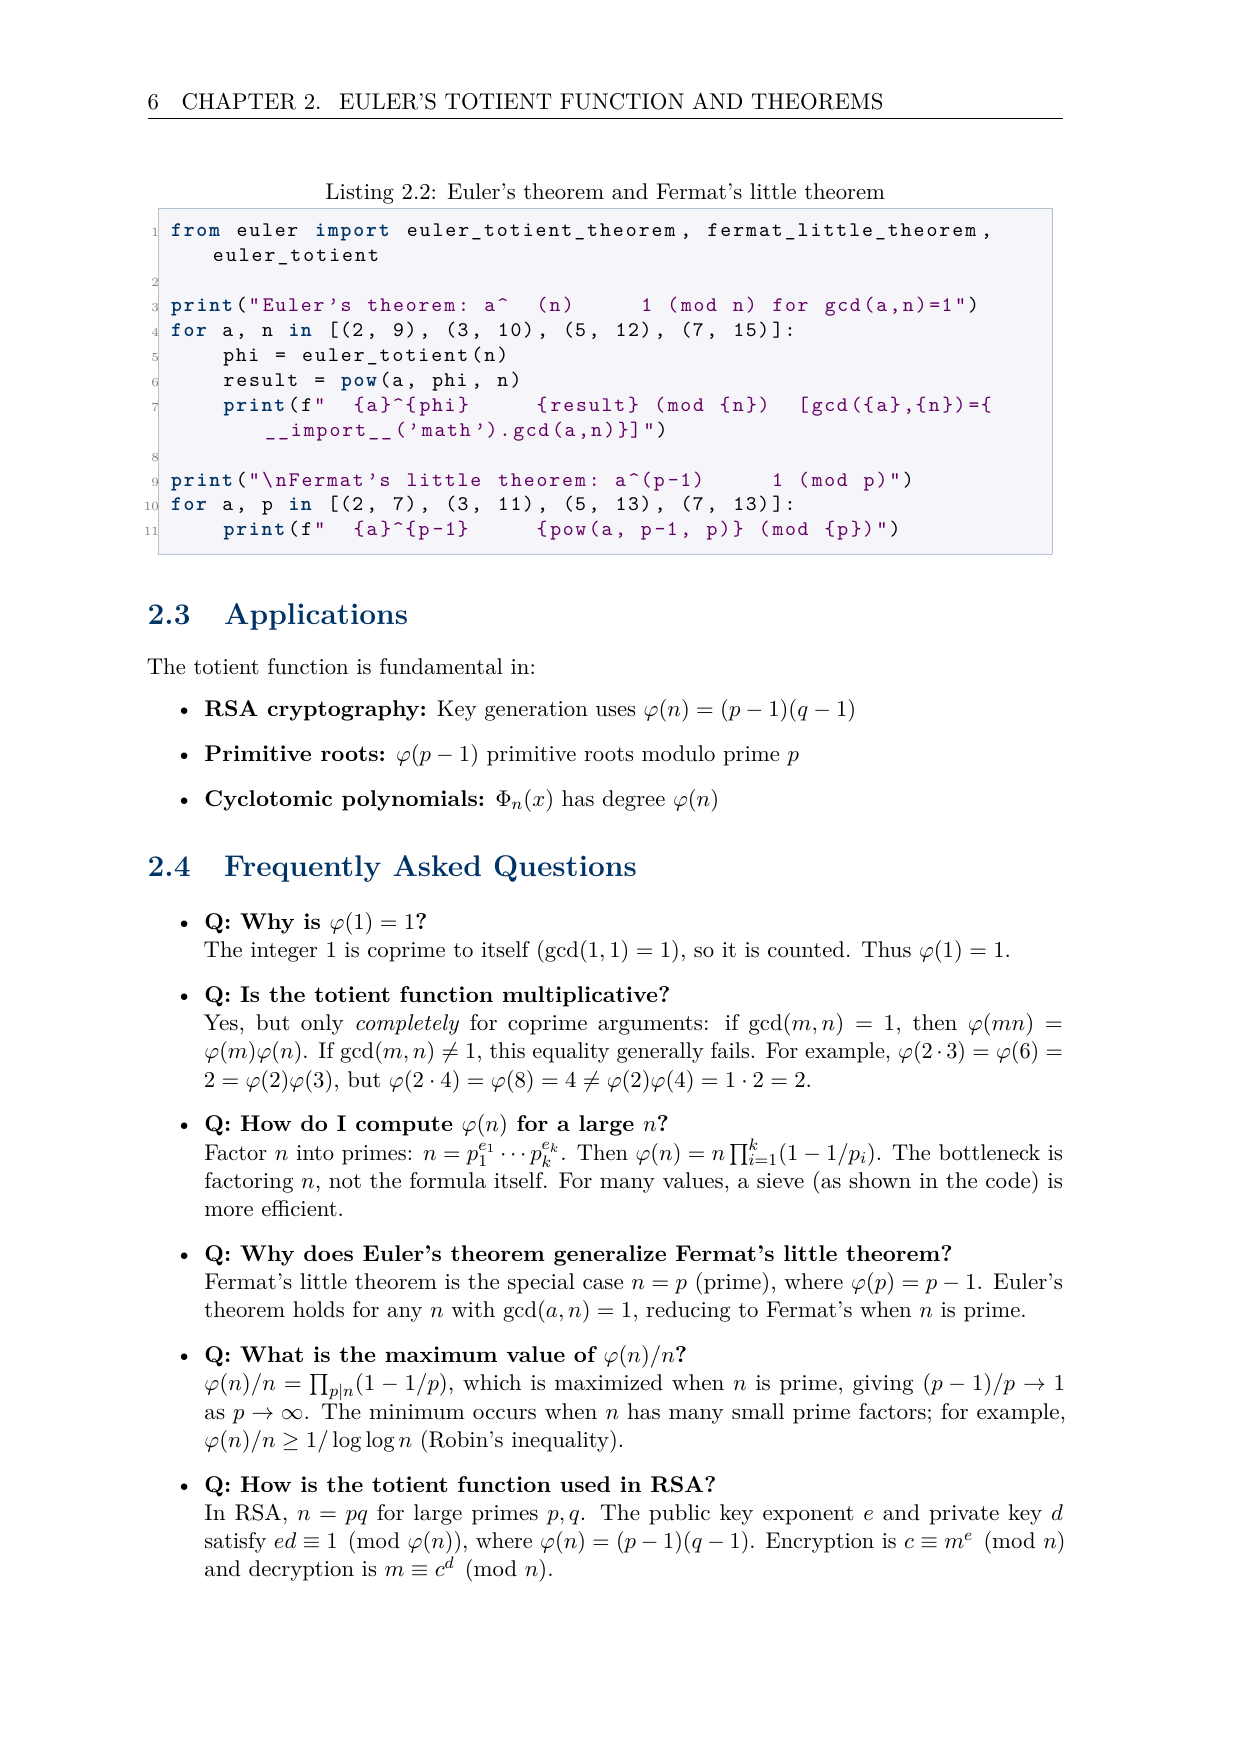 6 CHAPTER 2. EULER'S TOTIENT FUNCTION AND THEOREMS
Listing 2.2: Euler's theorem and Fermat's little theorem
1 from euler import euler_totient_theorem, fermat_little_theorem,
euler_totient
2
3 print("Euler's theorem: a^  (n)     1 (mod n) for gcd(a,n)=1")
4 for a, n in [(2, 9), (3, 10), (5, 12), (7, 15)]:
5     phi = euler_totient(n)
6     result = pow(a, phi, n)
7     print(f"  {a}^{phi}     {result} (mod {n})  [gcd({a},{n})={
__import__('math').gcd(a,n)}]")
8
9 print("\nFermat's little theorem: a^(p-1)     1 (mod p)")
10 for a, p in [(2, 7), (3, 11), (5, 13), (7, 13)]:
11     print(f"  {a}^{p-1}     {pow(a, p-1, p)} (mod {p})")
2.3 Applications
The totient function is fundamental in:
• RSA cryptography: Key generation uses φ(n) = (p − 1)(q − 1)
• Primitive roots: φ(p − 1) primitive roots modulo prime p
• Cyclotomic polynomials: Φₙ(x) has degree φ(n)
2.4 Frequently Asked Questions
• Q: Why is φ(1) = 1?
The integer 1 is coprime to itself (gcd(1, 1) = 1), so it is counted. Thus φ(1) = 1.
• Q: Is the totient function multiplicative?
Yes, but only completely for coprime arguments: if gcd(m, n) = 1, then φ(mn) =
φ(m)φ(n). If gcd(m, n) ≠ 1, this equality generally fails. For example, φ(2 · 3) = φ(6) =
2 = φ(2)φ(3), but φ(2 · 4) = φ(8) = 4 ≠ φ(2)φ(4) = 1 · 2 = 2.
• Q: How do I compute φ(n) for a large n?
Factor n into primes: n = p_1^{e_1} · · · p_k^{e_k}. Then φ(n) = n ∏_{i=1}^{k}(1 − 1/p_i). The bottleneck is
factoring n, not the formula itself. For many values, a sieve (as shown in the code) is
more efficient.
• Q: Why does Euler's theorem generalize Fermat's little theorem?
Fermat's little theorem is the special case n = p (prime), where φ(p) = p − 1. Euler's
theorem holds for any n with gcd(a, n) = 1, reducing to Fermat's when n is prime.
• Q: What is the maximum value of φ(n)/n?
φ(n)/n = ∏_{p|n}(1 − 1/p), which is maximized when n is prime, giving (p − 1)/p → 1
as p → ∞. The minimum occurs when n has many small prime factors; for example,
φ(n)/n ≥ 1/ log log n (Robin's inequality).
• Q: How is the totient function used in RSA?
In RSA, n = pq for large primes p, q. The public key exponent e and private key d
satisfy ed ≡ 1 (mod φ(n)), where φ(n) = (p − 1)(q − 1). Encryption is c ≡ m^e (mod n)
and decryption is m ≡ c^d (mod n).